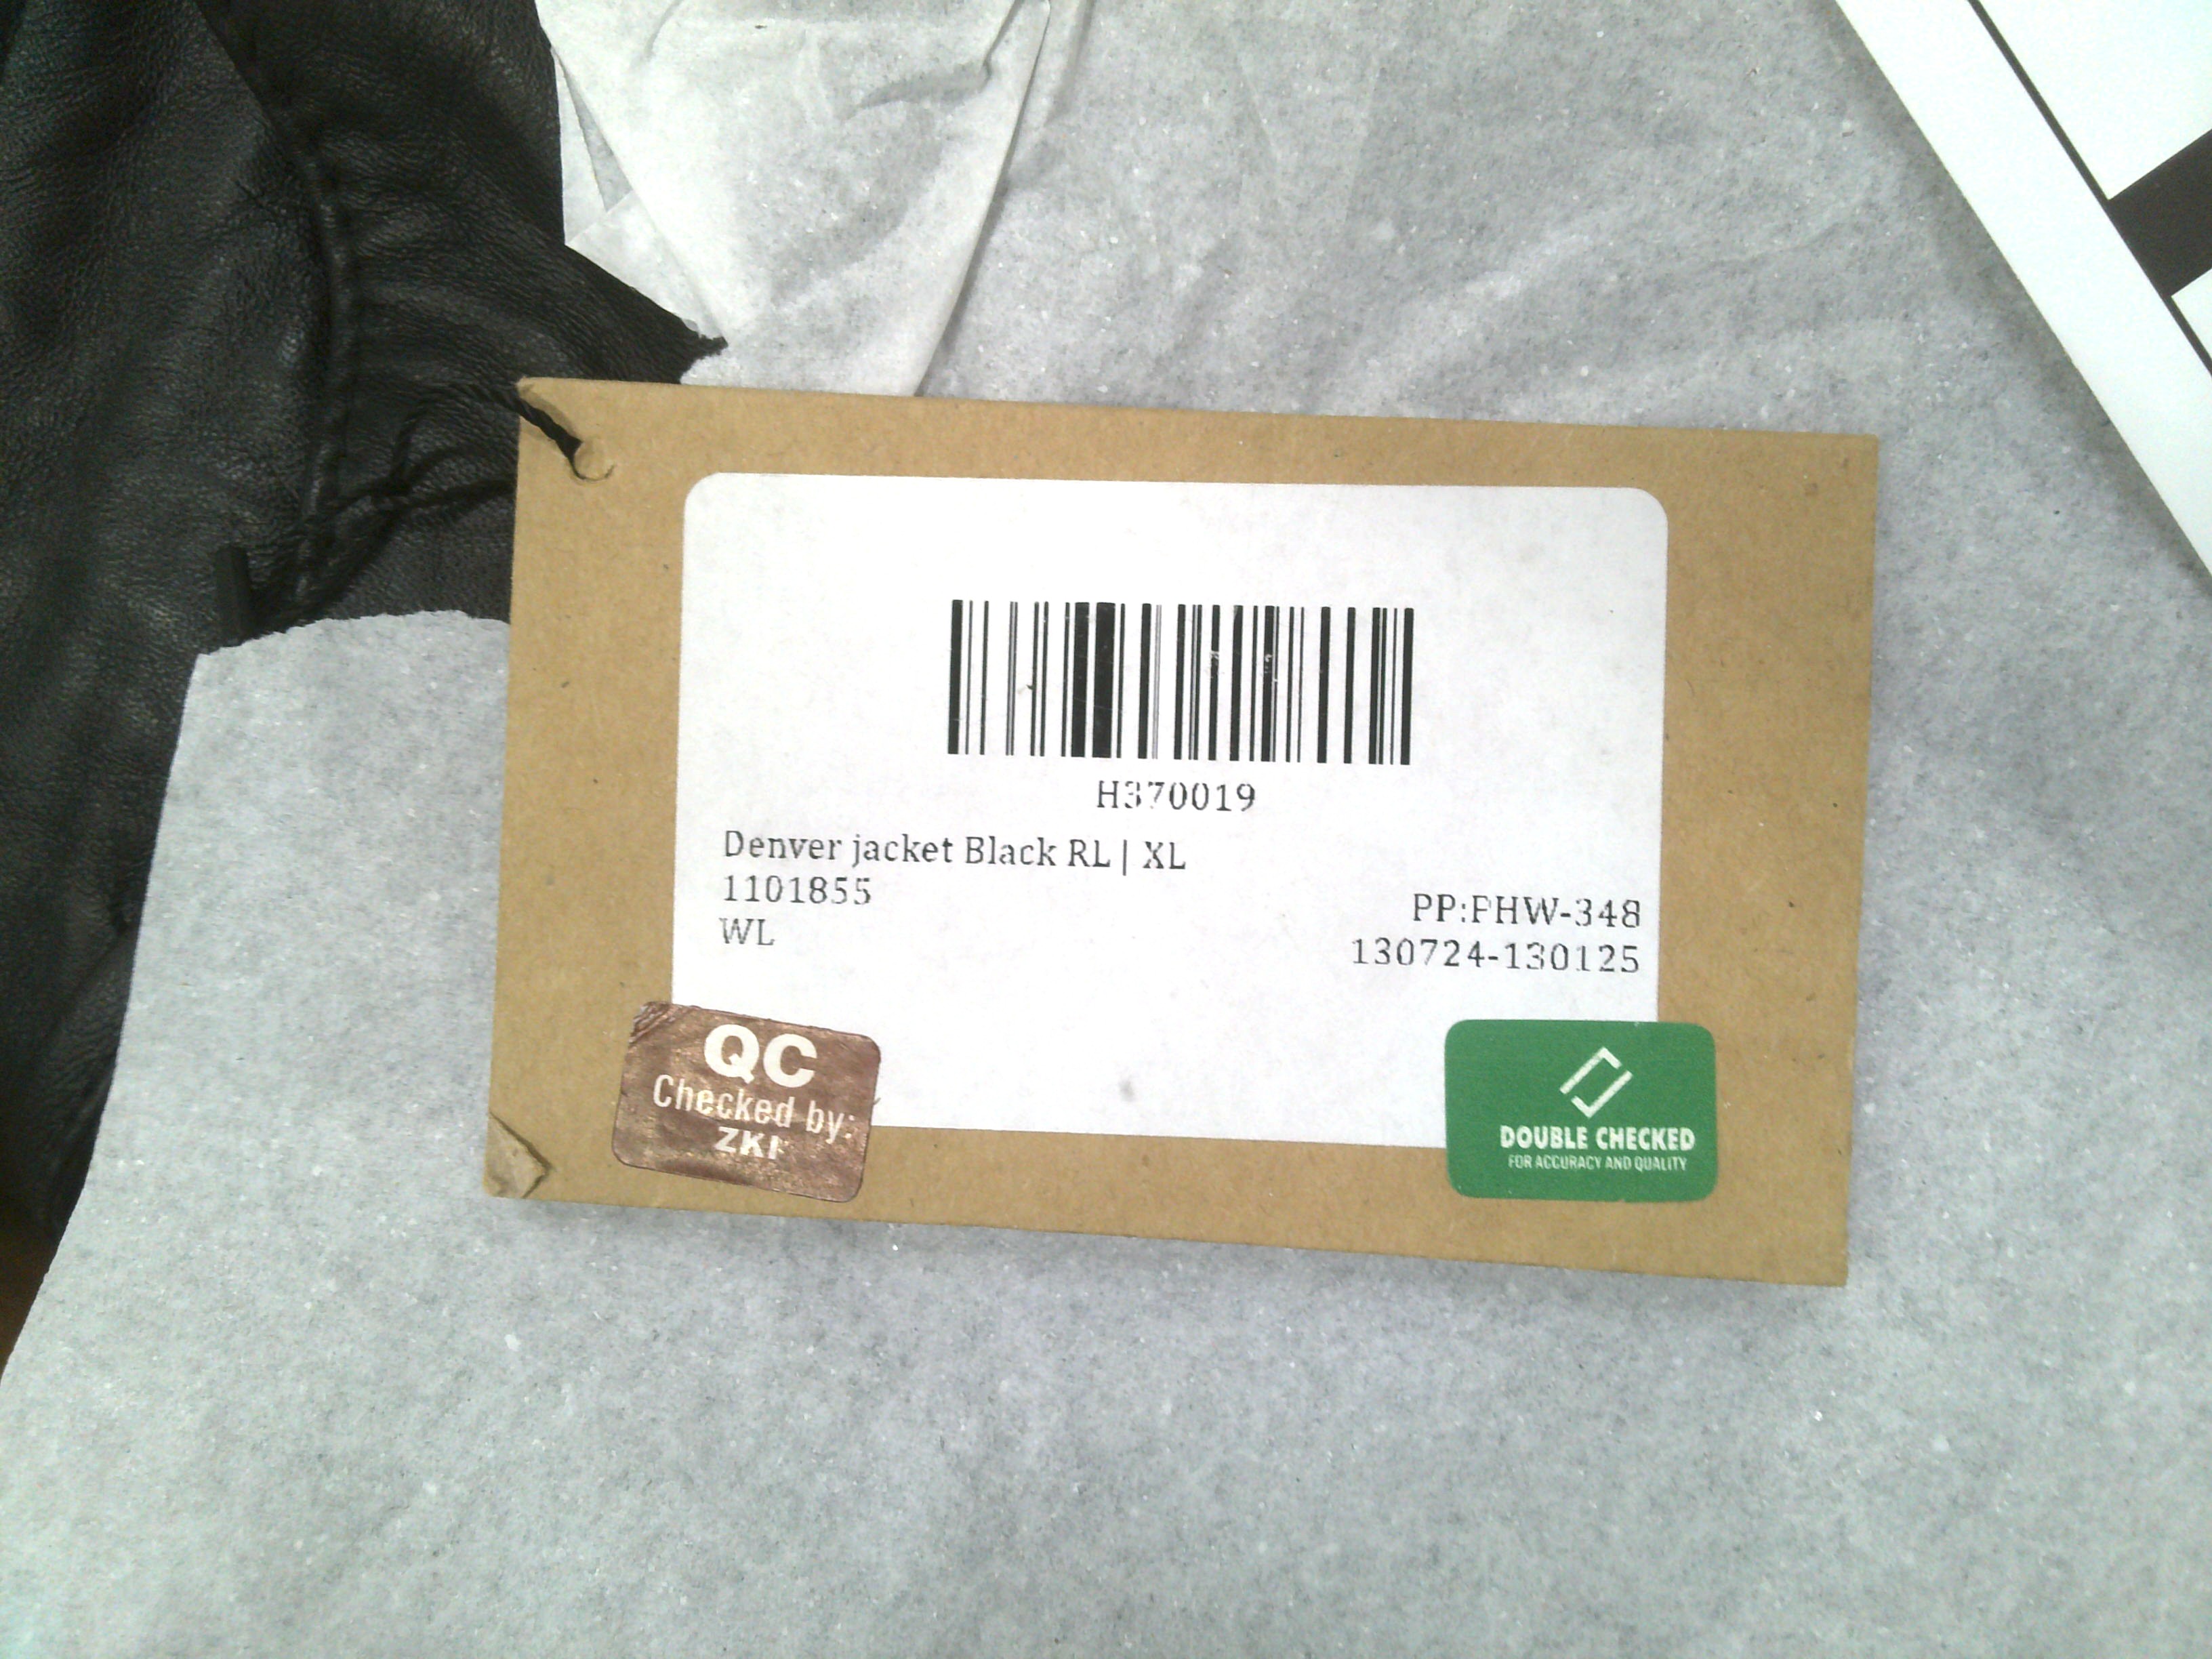 H370019
Denver jacket Black RL | XL
1101855
WL
PP:PHW-348
130724-130125
QC
Checked by:
ZKI
DOUBLE CHECKED
FOR ACCURACY AND QUALITY